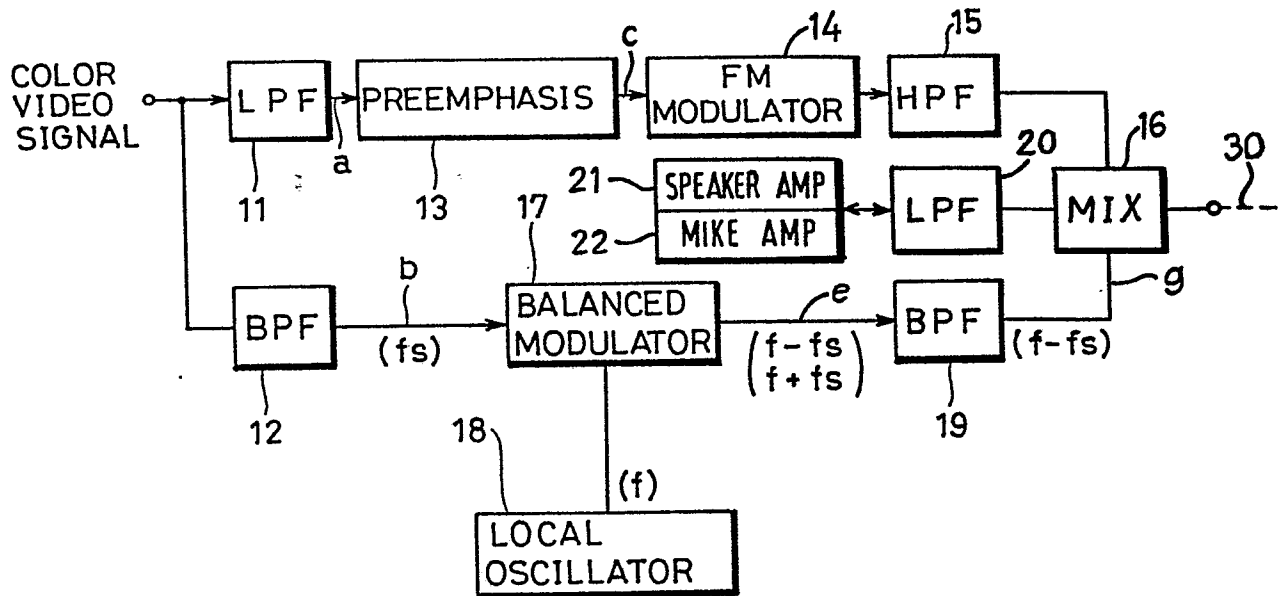 COLOR
VIDEO
SIGNAL
LPF
11
a
PREEMPHASIS
13
c
FM
MODULATOR
14
HPF
15
16
MIX
30
21
SPEAKER AMP
22
MIKE AMP
20
LPF
BPF
12
b
(fs)
17
BALANCED
MODULATOR
e
(f-fs
f+fs)
BPF
19
(f-fs)
g
18
(f)
LOCAL
OSCILLATOR